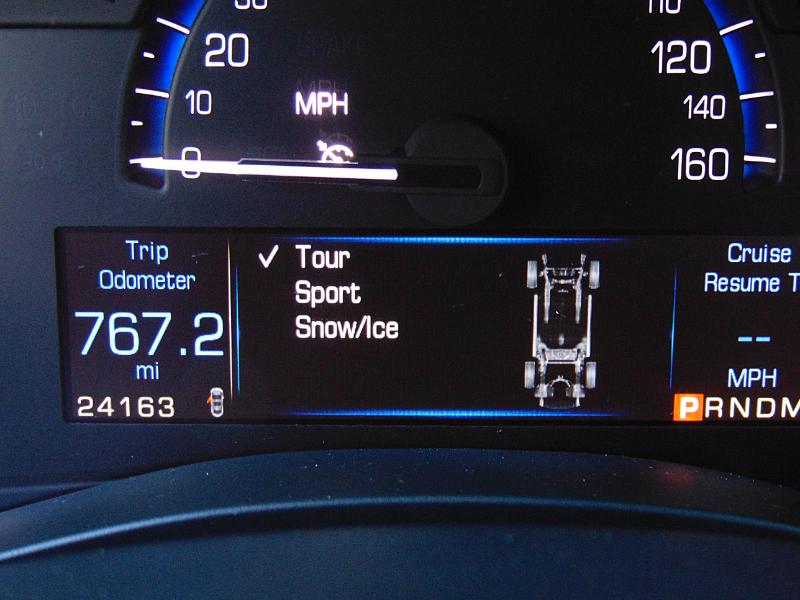 20
120
10
MPH
140
0
160
Trip
Odometer
767.2
mi
24163
✓ Tour
Sport
Snow/Ice
Cruise
Resume T
--
MPH
PRNDM